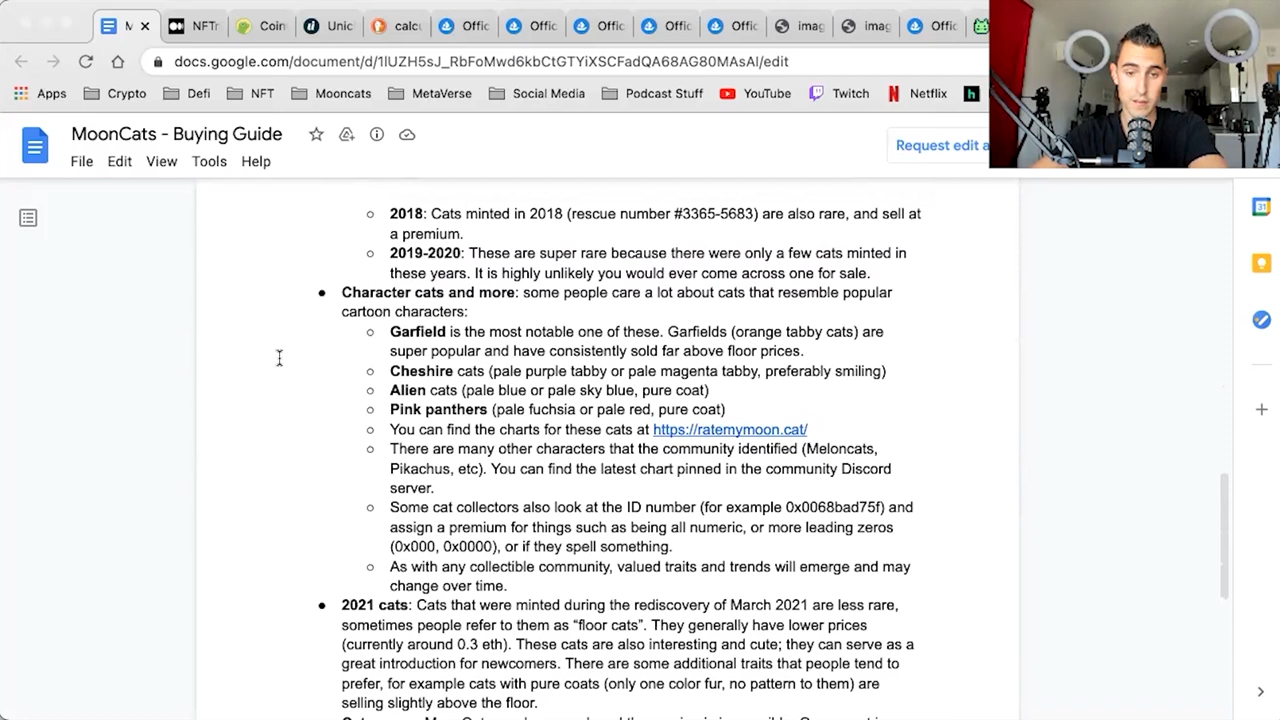 M
NFTr
Coin
Unic
calcu
Offic
Offic
Offic
Offic
Offic
imag
imag
Offic
docs.google.com/document/d/1lUZH5sJ_RbFoMwd6kbCtGTYiXSCFadQA68AG80MAsAI/edit
Apps Crypto Defi NFT Mooncats MetaVerse Social Media Podcast Stuff YouTube Twitch Netflix h
MoonCats - Buying Guide
Request edit a
File Edit View Tools Help
○ 2018: Cats minted in 2018 (rescue number #3365-5683) are also rare, and sell at
a premium.
○ 2019-2020: These are super rare because there were only a few cats minted in
these years. It is highly unlikely you would ever come across one for sale.
● Character cats and more: some people care a lot about cats that resemble popular
cartoon characters:
○ Garfield is the most notable one of these. Garfields (orange tabby cats) are
super popular and have consistently sold far above floor prices.
○ Cheshire cats (pale purple tabby or pale magenta tabby, preferably smiling)
○ Alien cats (pale blue or pale sky blue, pure coat)
○ Pink panthers (pale fuchsia or pale red, pure coat)
○ You can find the charts for these cats at https://ratemymoon.cat/
○ There are many other characters that the community identified (Meloncats,
Pikachus, etc). You can find the latest chart pinned in the community Discord
server.
○ Some cat collectors also look at the ID number (for example 0x0068bad75f) and
assign a premium for things such as being all numeric, or more leading zeros
(0x000, 0x0000), or if they spell something.
○ As with any collectible community, valued traits and trends will emerge and may
change over time.
● 2021 cats: Cats that were minted during the rediscovery of March 2021 are less rare,
sometimes people refer to them as “floor cats”. They generally have lower prices
(currently around 0.3 eth). These cats are also interesting and cute; they can serve as a
great introduction for newcomers. There are some additional traits that people tend to
prefer, for example cats with pure coats (only one color fur, no pattern to them) are
selling slightly above the floor.
31